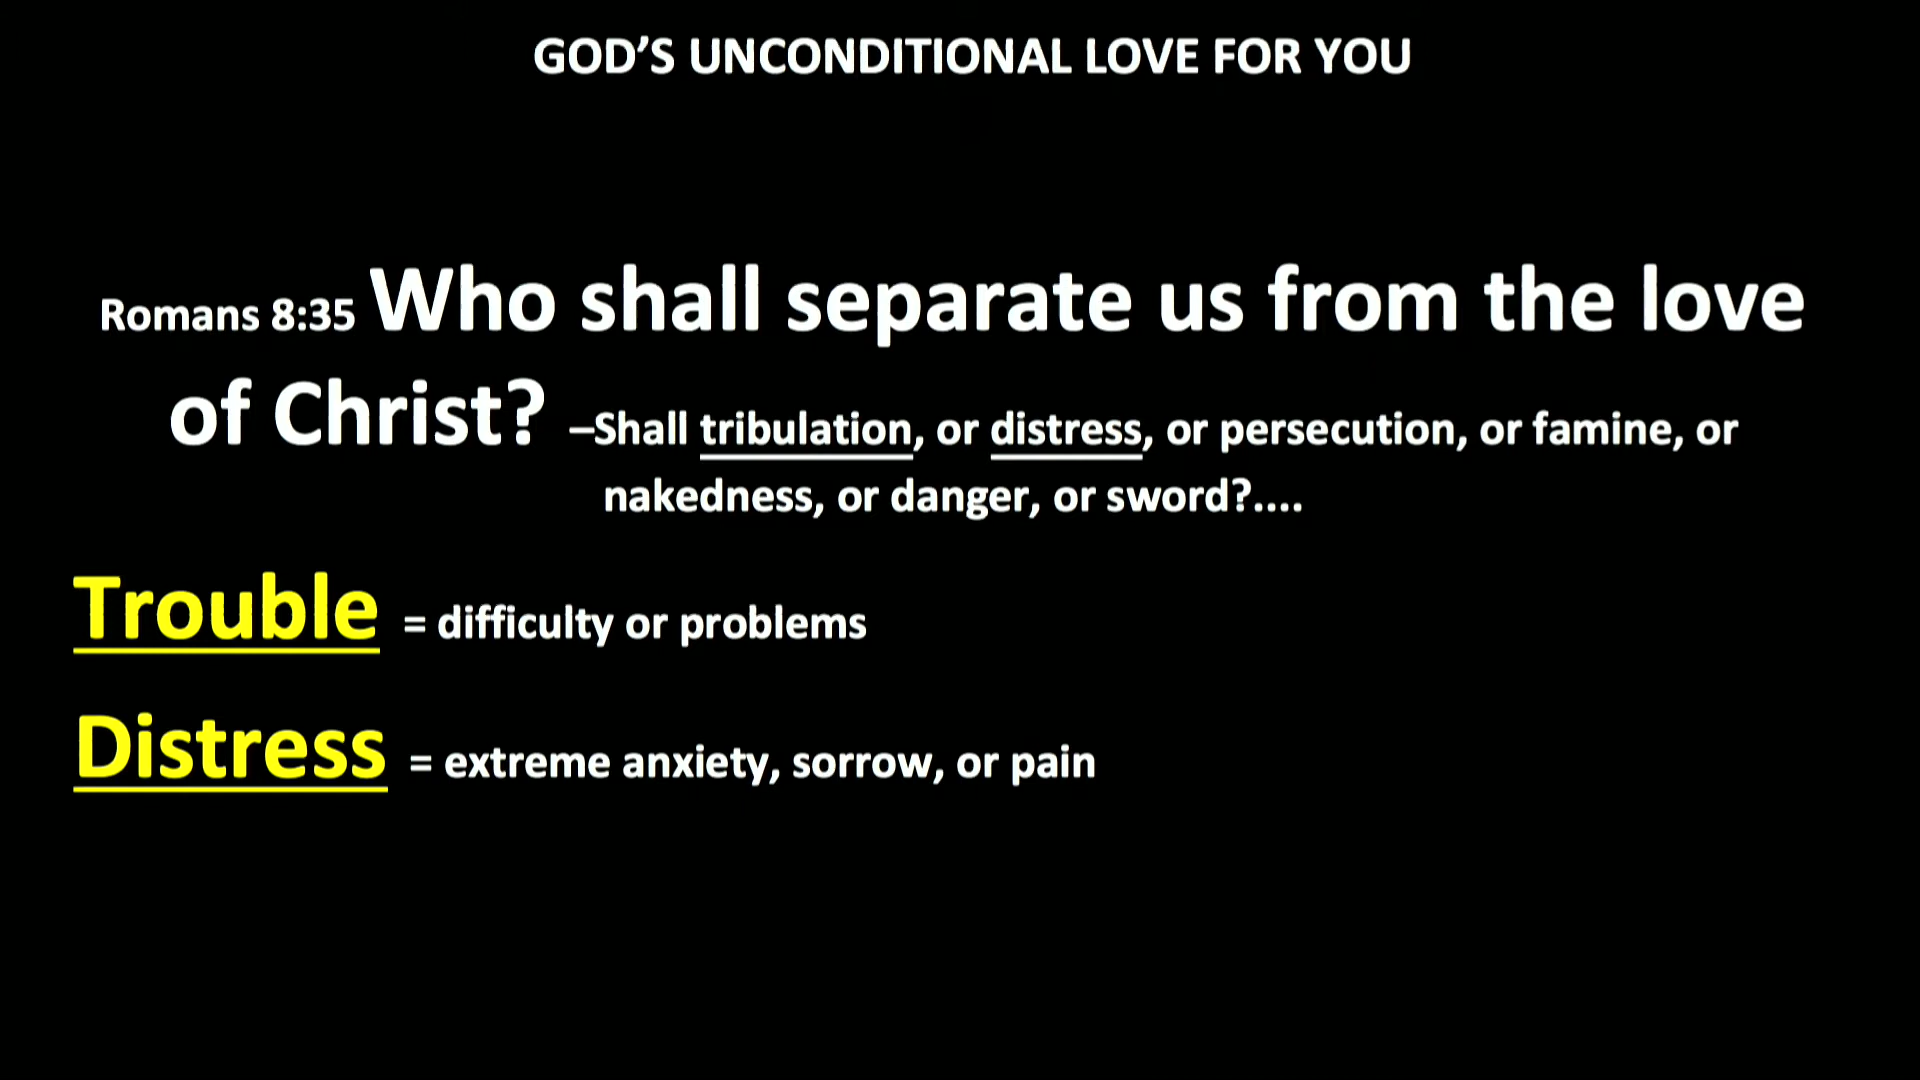 GOD’S UNCONDITIONAL LOVE FOR YOU
Romans 8:35 Who shall separate us from the love
of Christ? –Shall tribulation, or distress, or persecution, or famine, or
nakedness, or danger, or sword?....
Trouble = difficulty or problems
Distress = extreme anxiety, sorrow, or pain